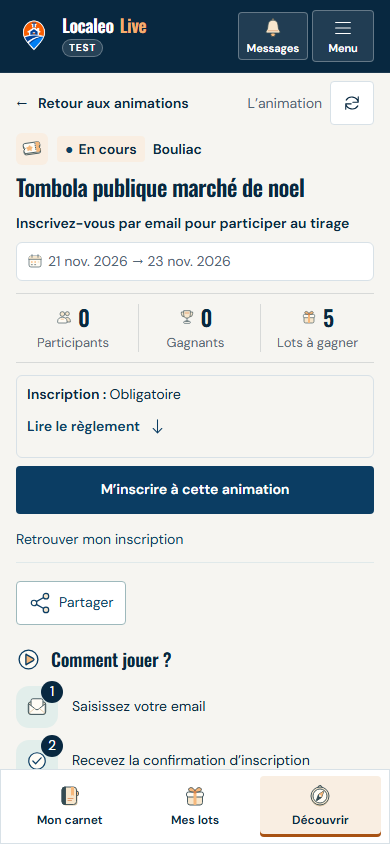 Localeo Live
TEST
Messages
Menu
← Retour aux animations
L’animation
● En cours
Bouliac
Tombola publique marché de noel
Inscrivez-vous par email pour participer au tirage
21 nov. 2026 → 23 nov. 2026
0
Participants
0
Gagnants
5
Lots à gagner
Inscription : Obligatoire
Lire le règlement ↓
M’inscrire à cette animation
Retrouver mon inscription
Partager
Comment jouer ?
1
Saisissez votre email
2
Recevez la confirmation d’inscription
Mon carnet
Mes lots
Découvrir